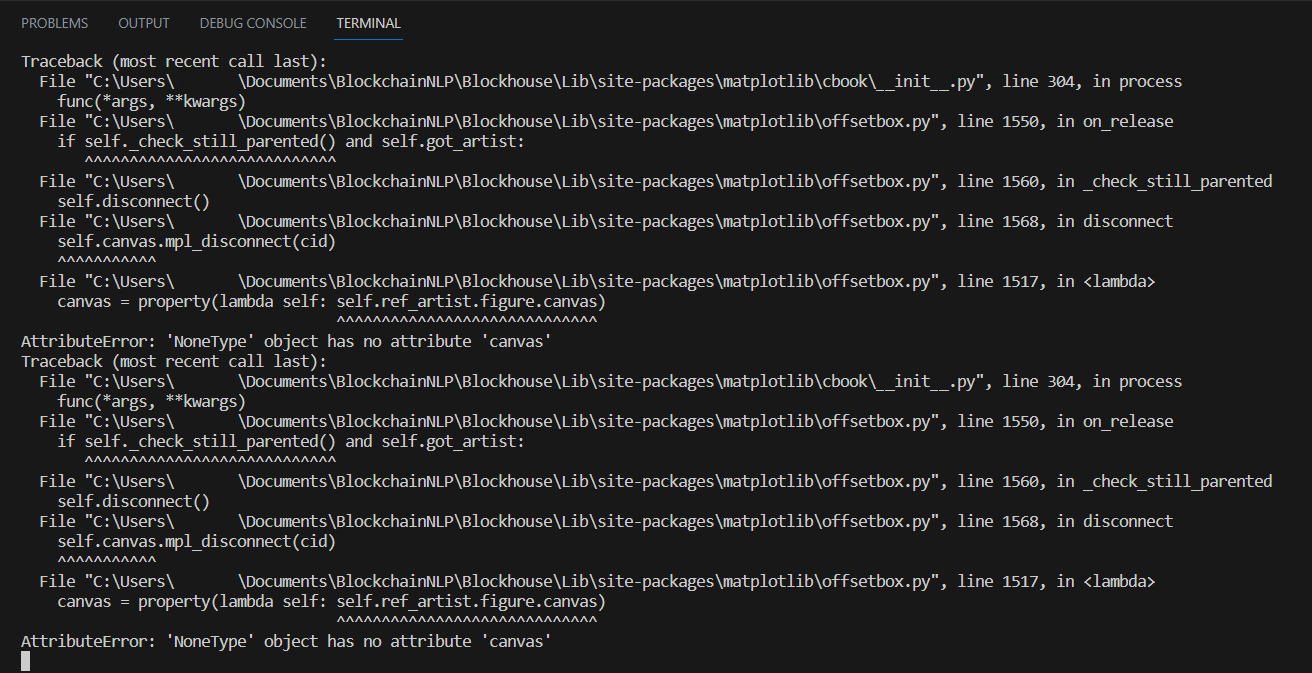 PROBLEMS OUTPUT DEBUG CONSOLE TERMINAL
Traceback (most recent call last):
  File "C:\Users\       \Documents\BlockchainNLP\Blockhouse\Lib\site-packages\matplotlib\cbook\__init__.py", line 304, in process
    func(*args, **kwargs)
  File "C:\Users\       \Documents\BlockchainNLP\Blockhouse\Lib\site-packages\matplotlib\offsetbox.py", line 1550, in on_release
    if self._check_still_parented() and self.got_artist:
       ^^^^^^^^^^^^^^^^^^^^^^^^^^^^
  File "C:\Users\       \Documents\BlockchainNLP\Blockhouse\Lib\site-packages\matplotlib\offsetbox.py", line 1560, in _check_still_parented
    self.disconnect()
  File "C:\Users\       \Documents\BlockchainNLP\Blockhouse\Lib\site-packages\matplotlib\offsetbox.py", line 1568, in disconnect
    self.canvas.mpl_disconnect(cid)
    ^^^^^^^^^^^
  File "C:\Users\       \Documents\BlockchainNLP\Blockhouse\Lib\site-packages\matplotlib\offsetbox.py", line 1517, in <lambda>
    canvas = property(lambda self: self.ref_artist.figure.canvas)
                                   ^^^^^^^^^^^^^^^^^^^^^^^^^^^^^
AttributeError: 'NoneType' object has no attribute 'canvas'
Traceback (most recent call last):
  File "C:\Users\       \Documents\BlockchainNLP\Blockhouse\Lib\site-packages\matplotlib\cbook\__init__.py", line 304, in process
    func(*args, **kwargs)
  File "C:\Users\       \Documents\BlockchainNLP\Blockhouse\Lib\site-packages\matplotlib\offsetbox.py", line 1550, in on_release
    if self._check_still_parented() and self.got_artist:
       ^^^^^^^^^^^^^^^^^^^^^^^^^^^^
  File "C:\Users\       \Documents\BlockchainNLP\Blockhouse\Lib\site-packages\matplotlib\offsetbox.py", line 1560, in _check_still_parented
    self.disconnect()
  File "C:\Users\       \Documents\BlockchainNLP\Blockhouse\Lib\site-packages\matplotlib\offsetbox.py", line 1568, in disconnect
    self.canvas.mpl_disconnect(cid)
    ^^^^^^^^^^^
  File "C:\Users\       \Documents\BlockchainNLP\Blockhouse\Lib\site-packages\matplotlib\offsetbox.py", line 1517, in <lambda>
    canvas = property(lambda self: self.ref_artist.figure.canvas)
                                   ^^^^^^^^^^^^^^^^^^^^^^^^^^^^^
AttributeError: 'NoneType' object has no attribute 'canvas'